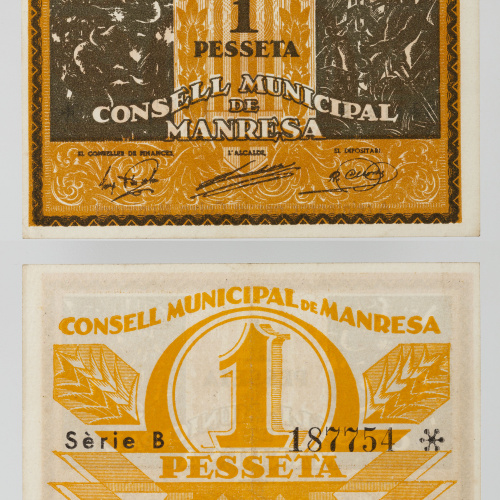 1
PESSETA
CONSELL MUNICIPAL
DE
MANRESA
EL CONSELLER DE FINANCES, L'ALCALDE, EL DIPOSITARI
CONSELL MUNICIPAL DE MANRESA
1
Sèrie B 187754
PESSETA